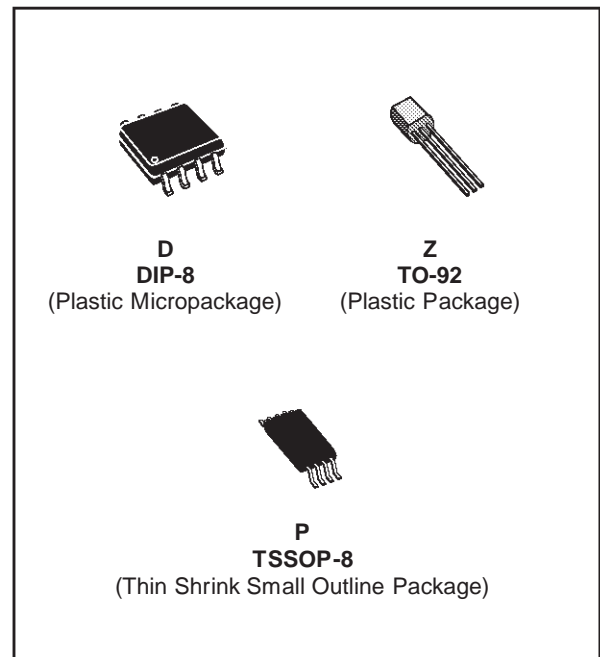 D
DIP-8
(Plastic Micropackage)
Z
TO-92
(Plastic Package)
P
TSSOP-8
(Thin Shrink Small Outline Package)